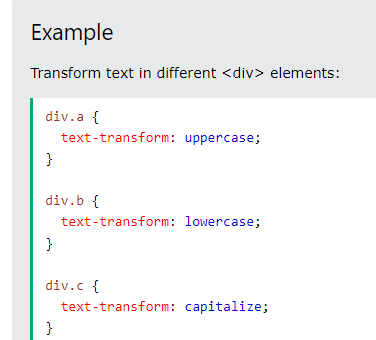 Example
Transform text in different <div> elements:
div.a {
  text-transform: uppercase;
}
div.b {
  text-transform: lowercase;
}
div.c {
  text-transform: capitalize;
}